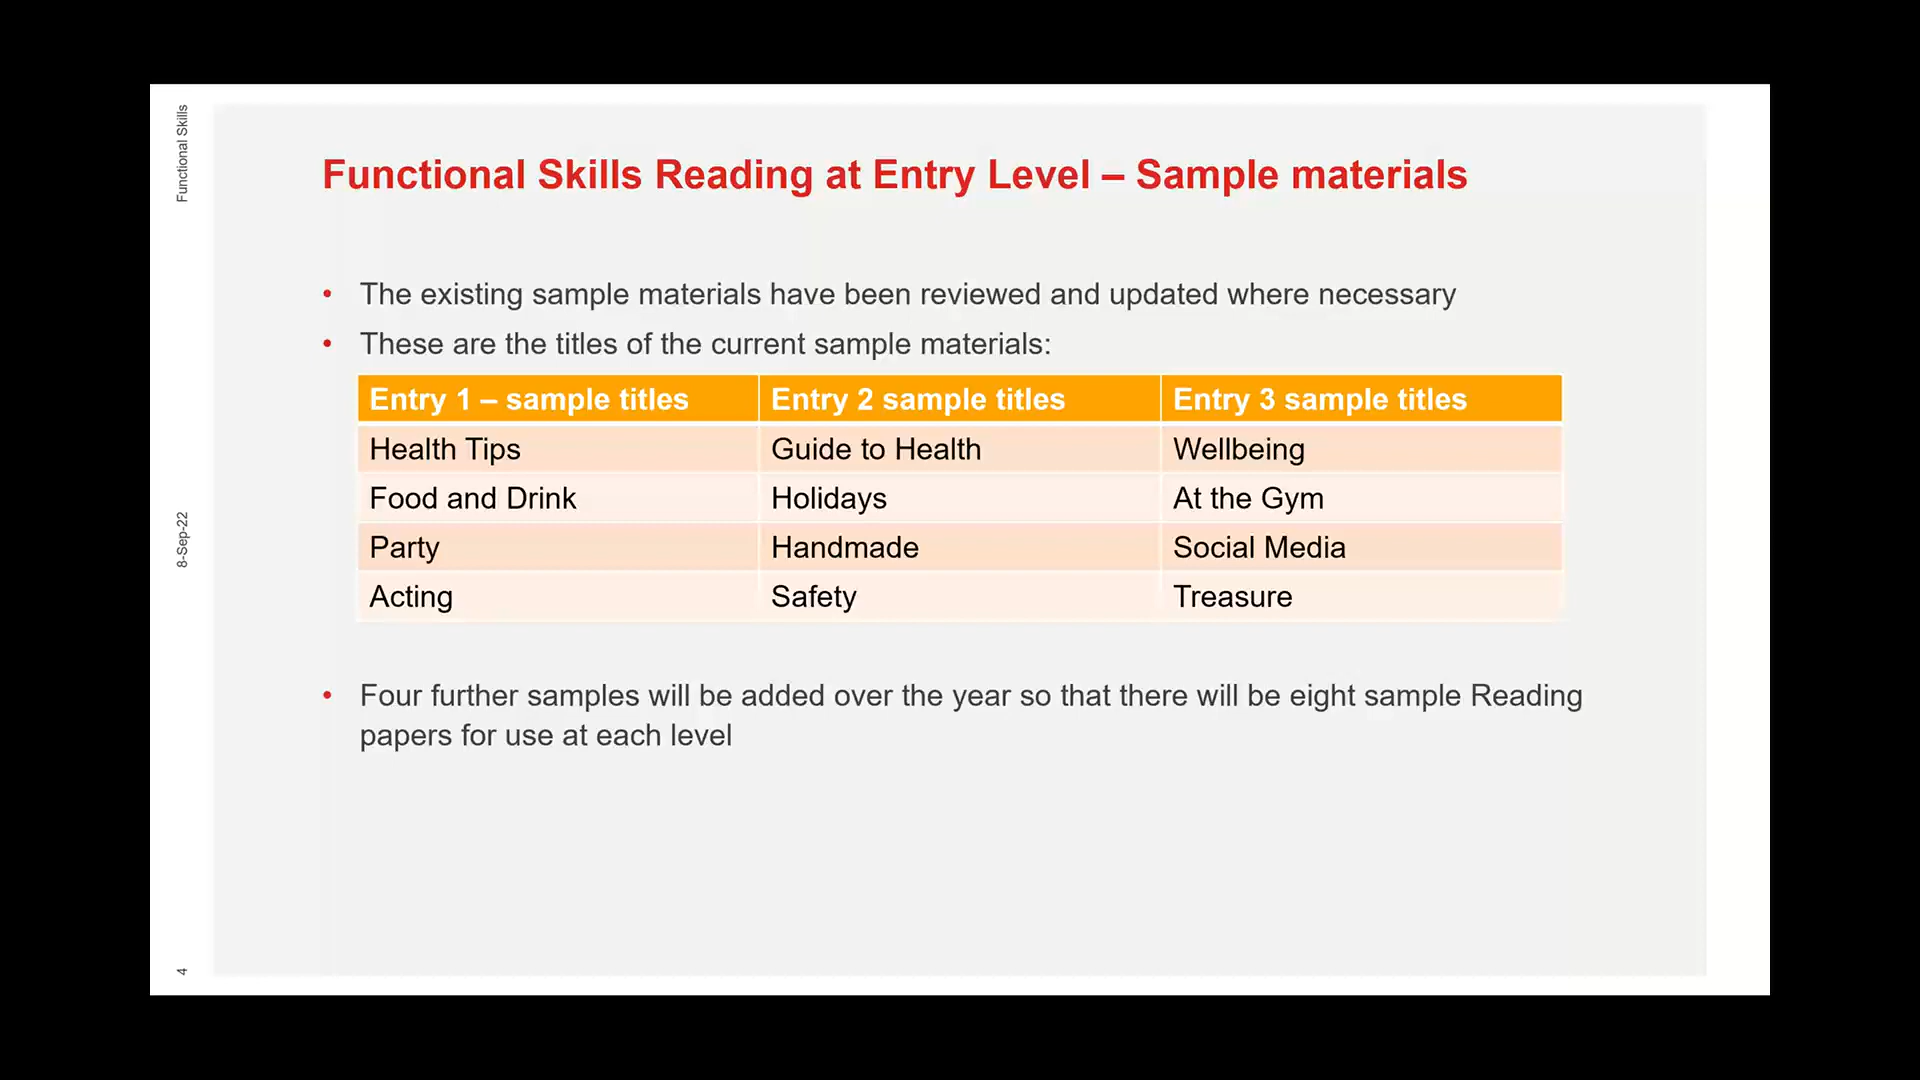 Functional Skills
8-Sep-22
4
Functional Skills Reading at Entry Level – Sample materials
• The existing sample materials have been reviewed and updated where necessary
• These are the titles of the current sample materials:
Entry 1 – sample titles Entry 2 sample titles Entry 3 sample titles
Health Tips Guide to Health Wellbeing
Food and Drink Holidays At the Gym
Party Handmade Social Media
Acting Safety Treasure
• Four further samples will be added over the year so that there will be eight sample Reading
papers for use at each level